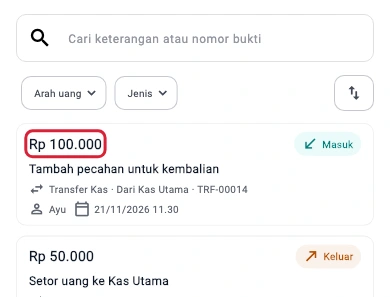 Cari keterangan atau nomor bukti
Arah uang
Jenis
Rp 100.000
Masuk
Tambah pecahan untuk kembalian
Transfer Kas · Dari Kas Utama · TRF-00014
Ayu 21/11/2026 11.30
Rp 50.000
Keluar
Setor uang ke Kas Utama